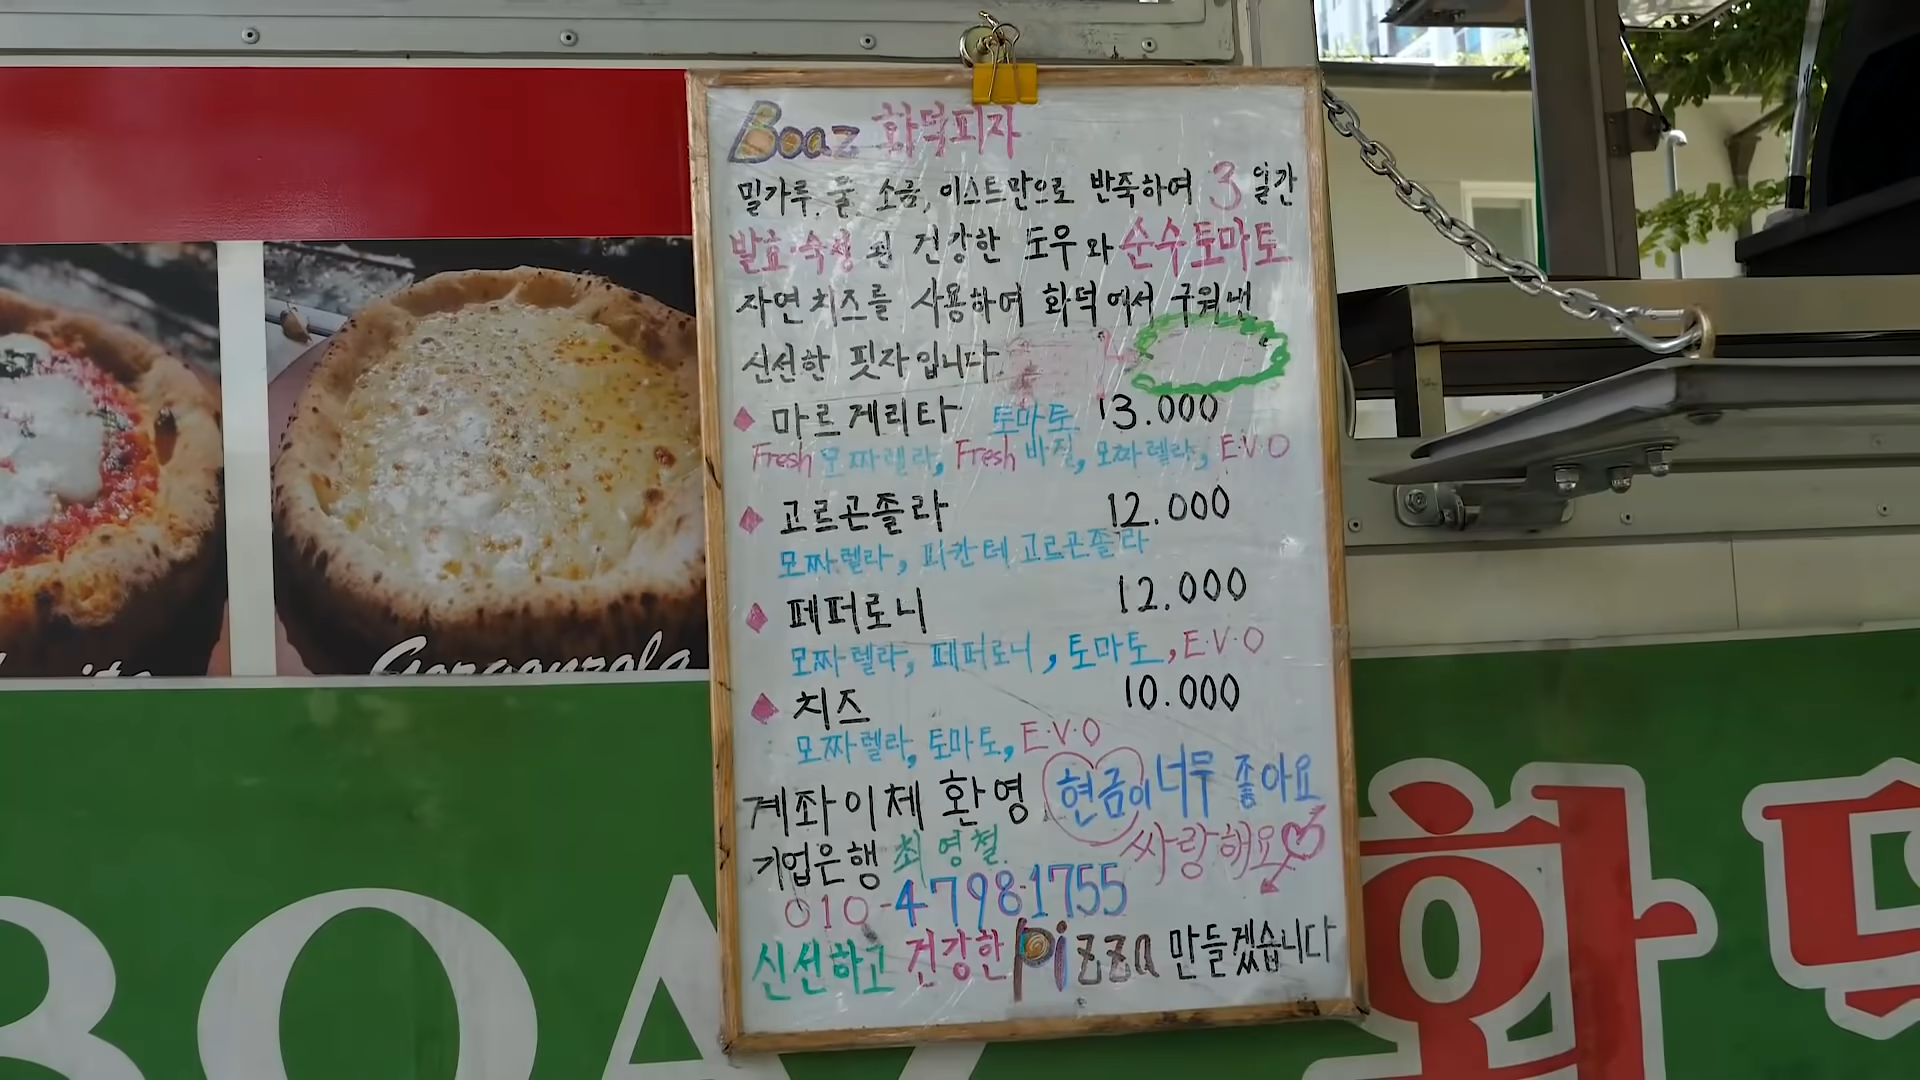 Boaz 화덕피자
밀가루, 물, 소금, 이스트만으로 반죽하여 3일간
발효·숙성 된 건강한 도우와 순수토마토
자연치즈를 사용하여 화덕에서 구워낸
신선한 핏자입니다.
마르게리타 토마토 13.000
Fresh 모짜렐라, Fresh 바질, 모짜렐라, E.V.O
고르곤졸라 12.000
모짜렐라, 피칸테 고르곤졸라
페퍼로니 12.000
모짜렐라, 페퍼로니, 토마토, E.V.O
치즈 10.000
모짜렐라, 토마토, E.V.O
계좌이체 환영 현금이 너무 좋아요
기업은행 최영철 싸랑해요
010-4798-1755
신선하고 건강한 pizza 만들겠습니다
Gorgonzola
BOAZ 화덕